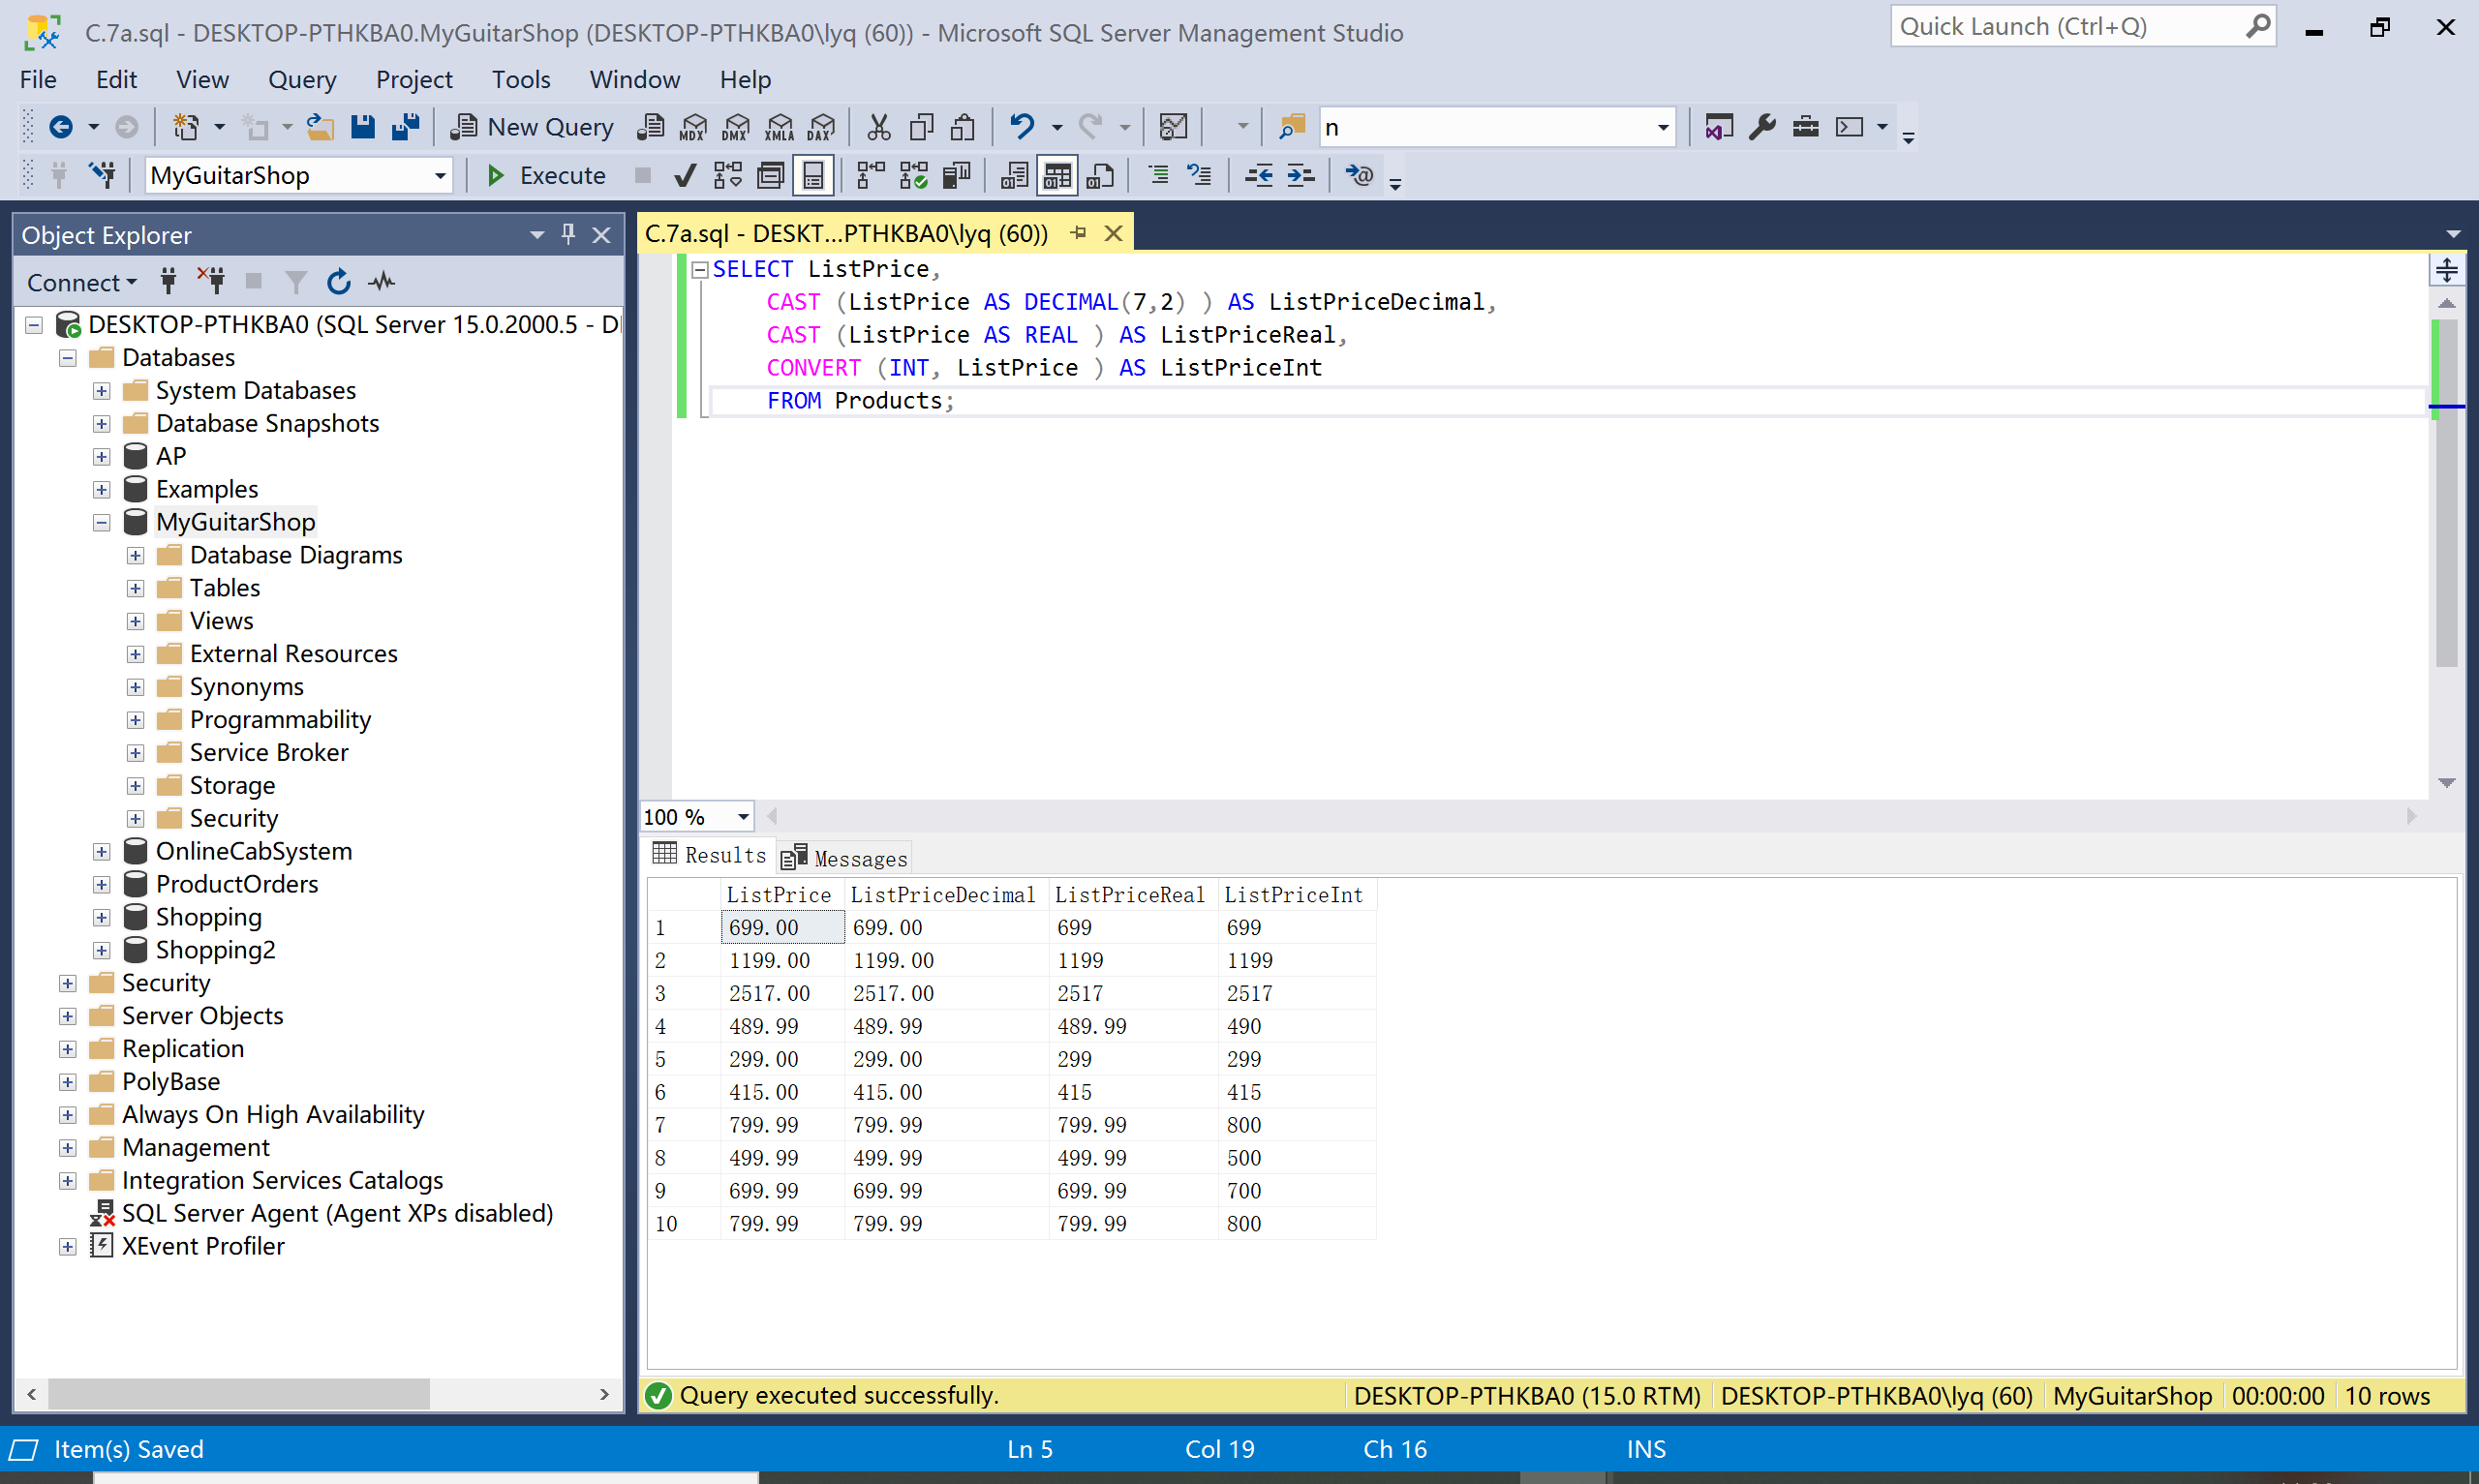 C.7a.sql - DESKTOP-PTHKBA0.MyGuitarShop (DESKTOP-PTHKBA0\lyq (60)) - Microsoft SQL Server Management Studio
Quick Launch (Ctrl+Q)
File Edit View Query Project Tools Window Help
New Query MDX DMX XMLA DAX n
MyGuitarShop Execute
Object Explorer
Connect
DESKTOP-PTHKBA0 (SQL Server 15.0.2000.5 - DI
Databases
System Databases
Database Snapshots
AP
Examples
MyGuitarShop
Database Diagrams
Tables
Views
External Resources
Synonyms
Programmability
Service Broker
Storage
Security
OnlineCabSystem
ProductOrders
Shopping
Shopping2
Security
Server Objects
Replication
PolyBase
Always On High Availability
Management
Integration Services Catalogs
SQL Server Agent (Agent XPs disabled)
XEvent Profiler
C.7a.sql - DESKT...PTHKBA0\lyq (60))
SELECT ListPrice,
CAST (ListPrice AS DECIMAL(7,2) ) AS ListPriceDecimal,
CAST (ListPrice AS REAL ) AS ListPriceReal,
CONVERT (INT, ListPrice ) AS ListPriceInt
FROM Products;
100 %
Results Messages
ListPrice ListPriceDecimal ListPriceReal ListPriceInt
1 699.00 699.00 699 699
2 1199.00 1199.00 1199 1199
3 2517.00 2517.00 2517 2517
4 489.99 489.99 489.99 490
5 299.00 299.00 299 299
6 415.00 415.00 415 415
7 799.99 799.99 799.99 800
8 499.99 499.99 499.99 500
9 699.99 699.99 699.99 700
10 799.99 799.99 799.99 800
Query executed successfully. DESKTOP-PTHKBA0 (15.0 RTM) DESKTOP-PTHKBA0\lyq (60) MyGuitarShop 00:00:00 10 rows
Item(s) Saved Ln 5 Col 19 Ch 16 INS